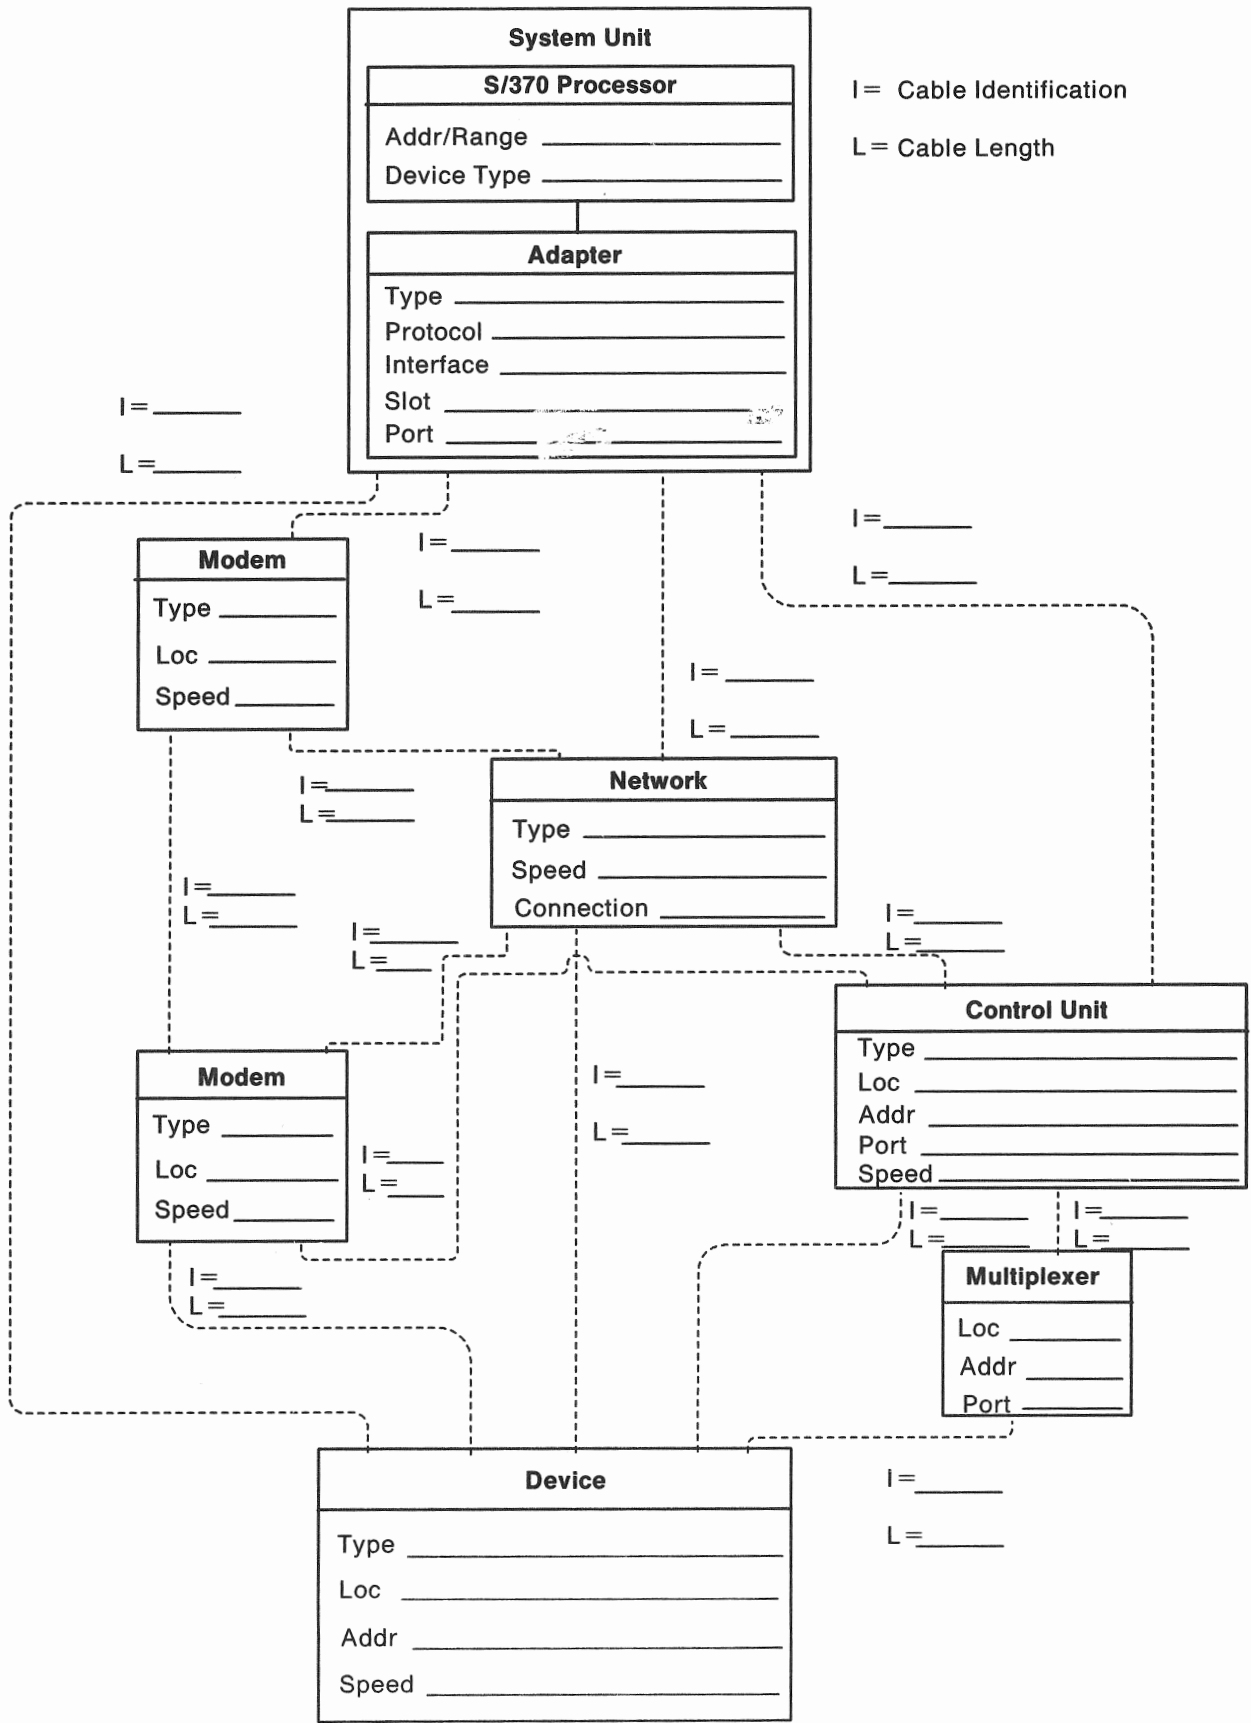 System Unit
S/370 Processor
Addr/Range
Device Type
I = Cable Identification
L = Cable Length
Adapter
Type
Protocol
Interface
Slot
Port
I =
L =
I =
L =
I =
L =
Modem
Type
Loc
Speed
I =
L =
Network
Type
Speed
Connection
I =
L =
I =
L =
I =
L =
I =
L =
Control Unit
Type
Loc
Addr
Port
Speed
Modem
Type
Loc
Speed
I =
L =
I =
L =
I =
L =
I =
L =
I =
L =
Multiplexer
Loc
Addr
Port
Device
Type
Loc
Addr
Speed
i =
L =